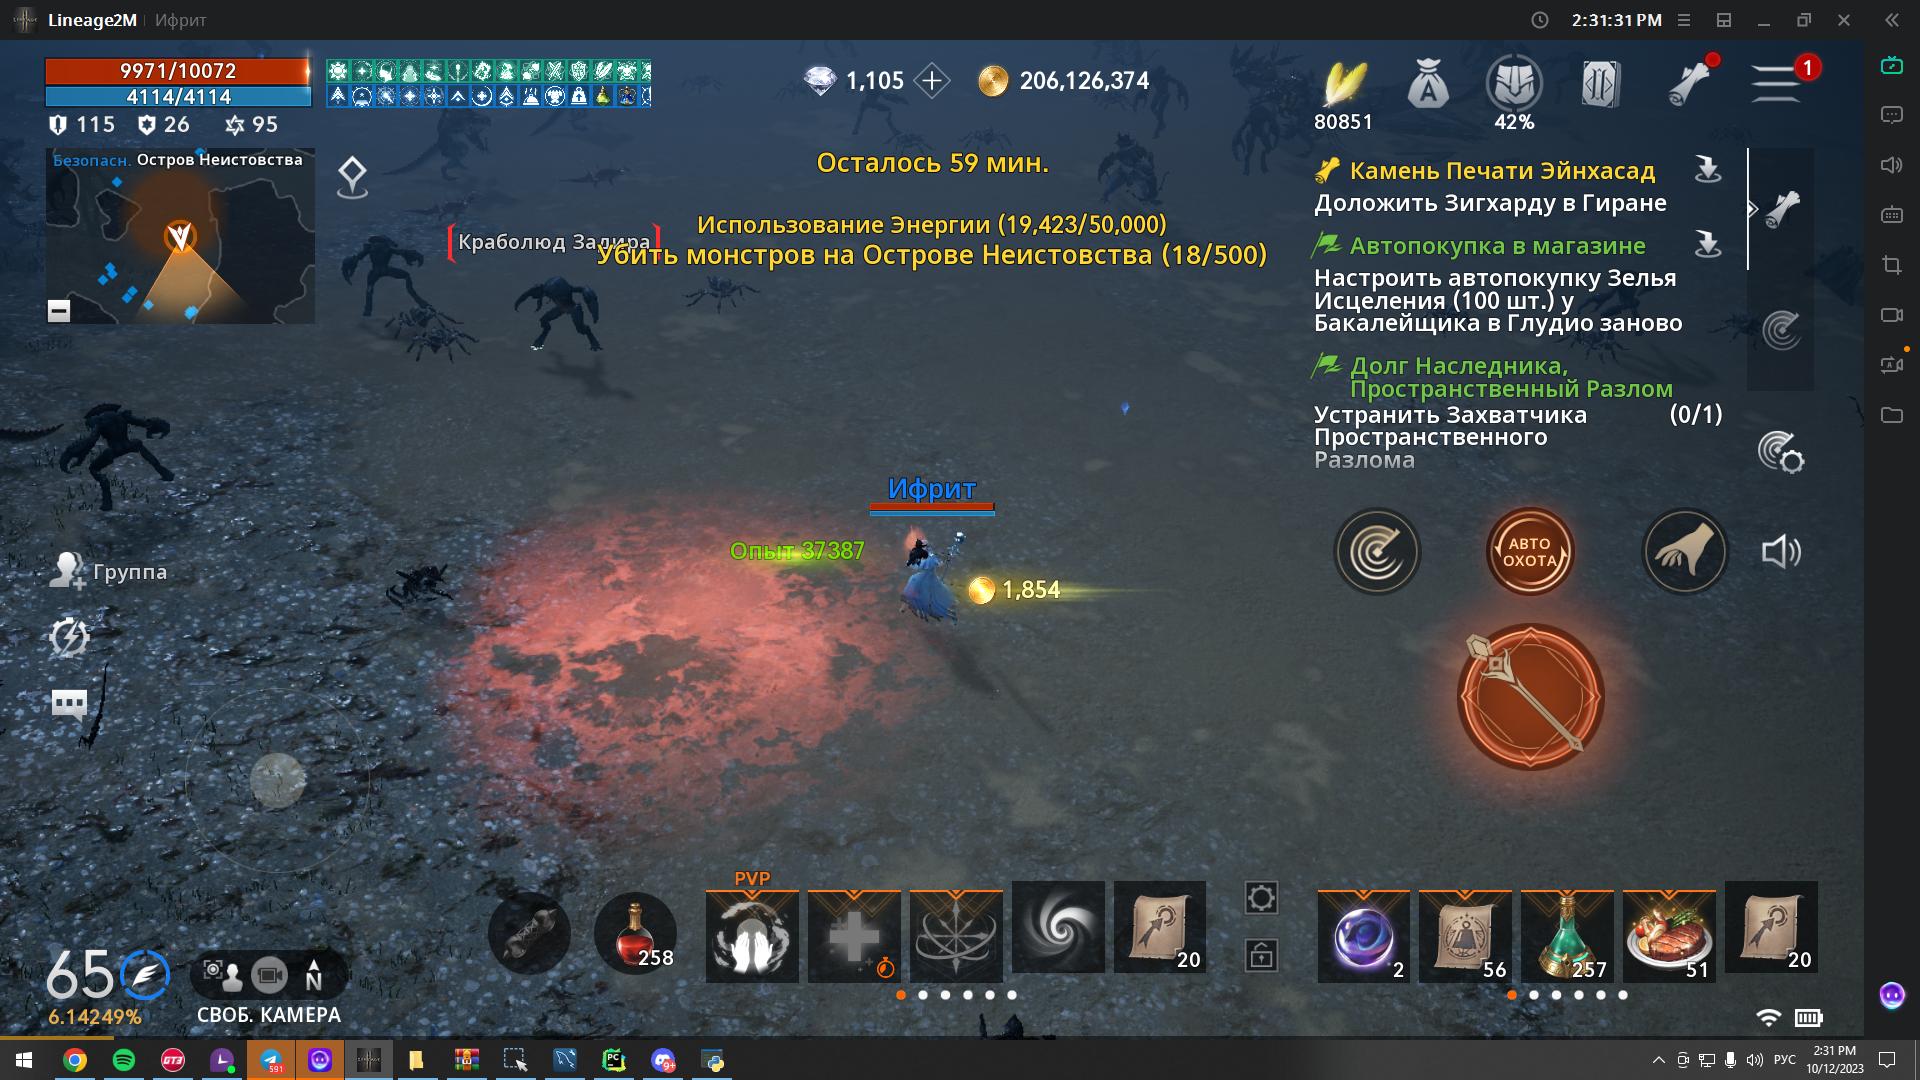 Lineage2M Ифрит
2:31:31 PM
9971/10072
4114/4114
115 26 95
1,105
206,126,374
80851
A
42%
1
Безопасн. Остров Неистовства
Осталось 59 мин.
Использование Энергии (19,423/50,000)
Убить монстров на Острове Неистовства (18/500)
Краболюд Задира
Камень Печати Эйнхасад
Доложить Зигхарду в Гиране
Автопокупка в магазине
Настроить автопокупку Зелья
Исцеления (100 шт.) у
Бакалейщика в Глудио заново
Долг Наследника,
Пространственный Разлом
Устранить Захватчика (0/1)
Пространственного
Разлома
Ифрит
Опыт 37387
1,854
АВТО
ОХОТА
Группа
PVP
258
20
2
56
257
51
20
65
6.14249%
N
СВОБ. КАМЕРА
GT3
591
PC
9+
РУС
2:31 PM
10/12/2023